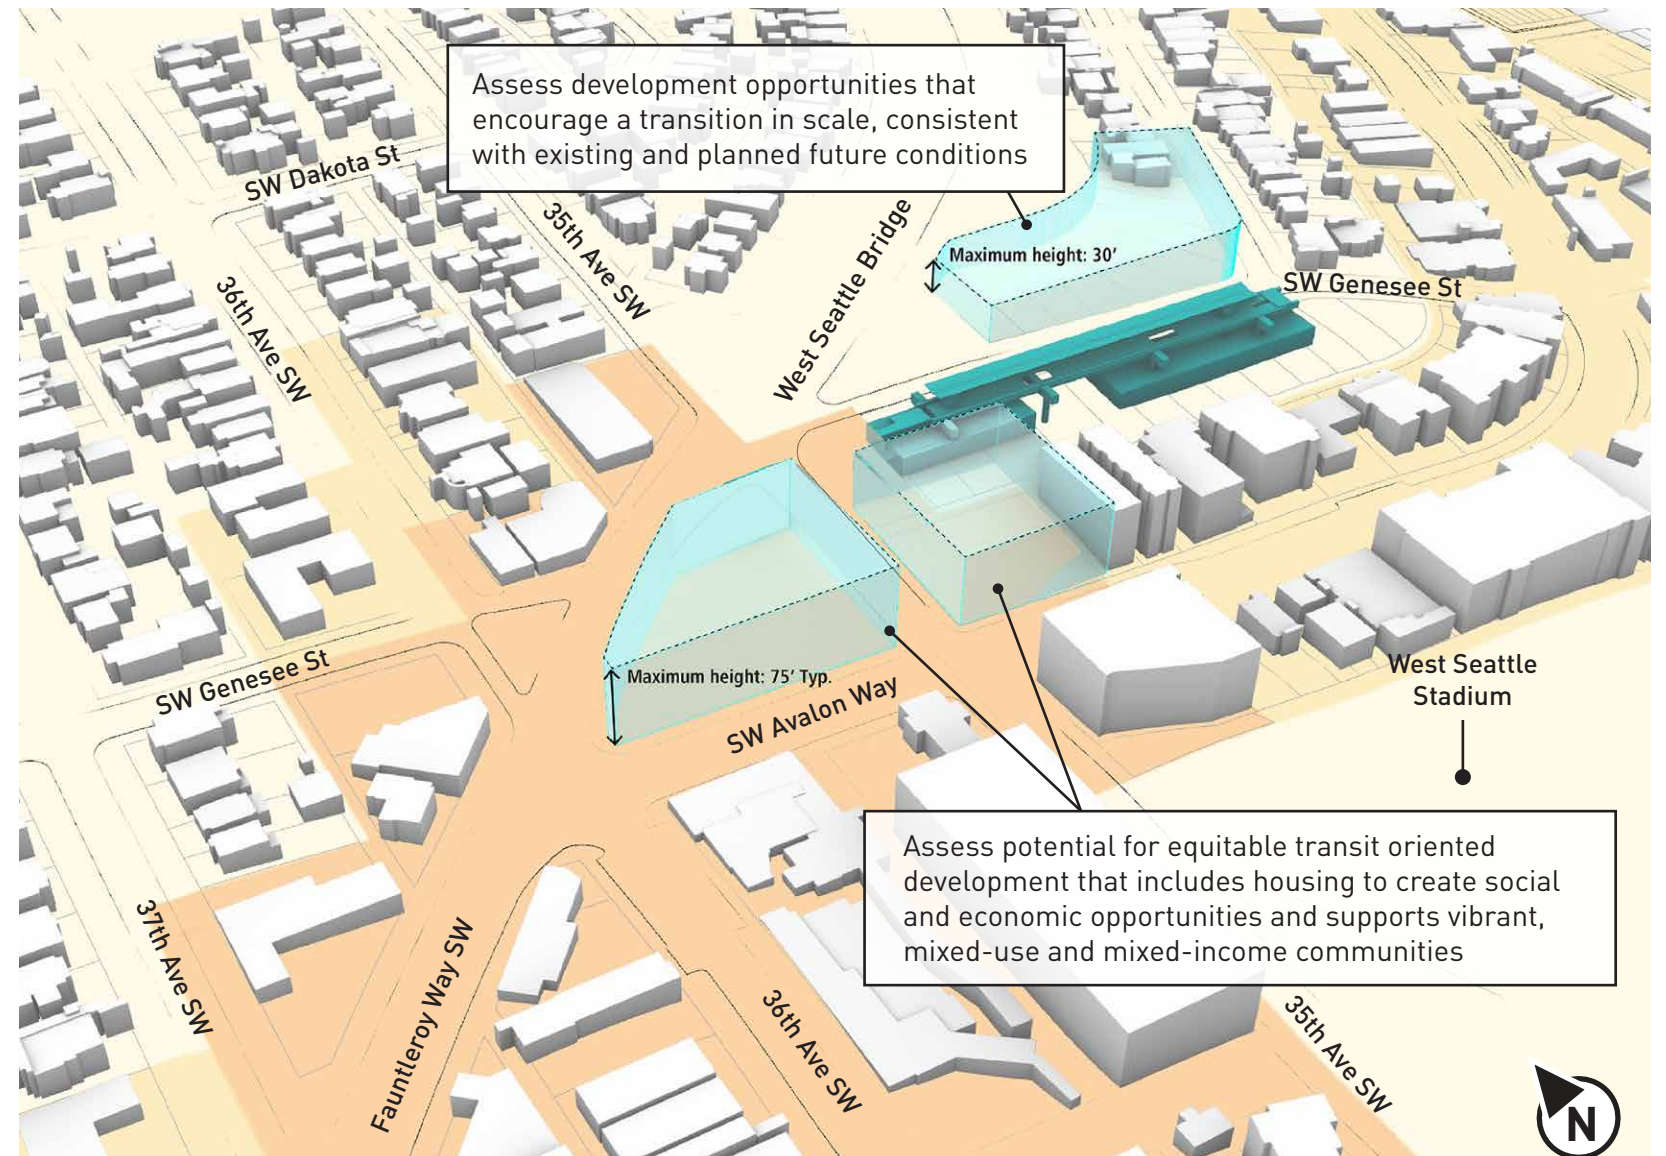 Assess development opportunities that
encourage a transition in scale, consistent
with existing and planned future conditions
SW Dakota St
35th Ave SW
West Seattle Bridge
Maximum height: 30’
36th Ave SW
SW Genesee St
SW Genesee St
Maximum height: 75’ Typ.
SW Avalon Way
West Seattle
Stadium
Assess potential for equitable transit oriented
development that includes housing to create social
and economic opportunities and supports vibrant,
mixed-use and mixed-income communities
37th Ave SW
Fauntleroy Way SW
36th Ave SW
35th Ave SW
N